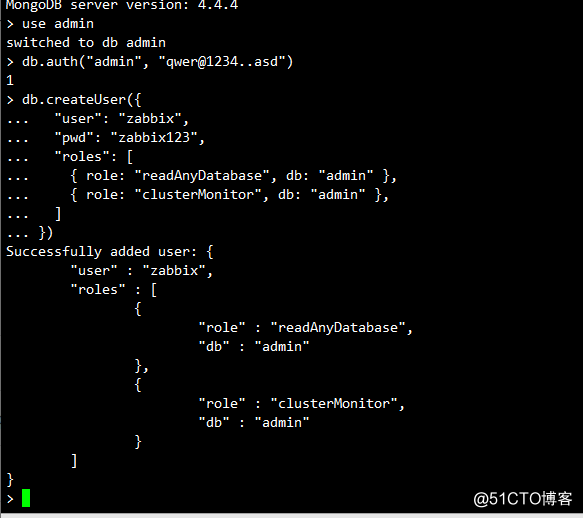 MongoDB server version: 4.4.4
> use admin
switched to db admin
> db.auth("admin", "qwer@1234..asd")
1
> db.createUser({
...   "user": "zabbix",
...   "pwd": "zabbix123",
...   "roles": [
...     { role: "readAnyDatabase", db: "admin" },
...     { role: "clusterMonitor", db: "admin" },
...   ]
... })
Successfully added user: {
        "user" : "zabbix",
        "roles" : [
                {
                        "role" : "readAnyDatabase",
                        "db" : "admin"
                },
                {
                        "role" : "clusterMonitor",
                        "db" : "admin"
                }
        ]
}
>
@51CTO博客